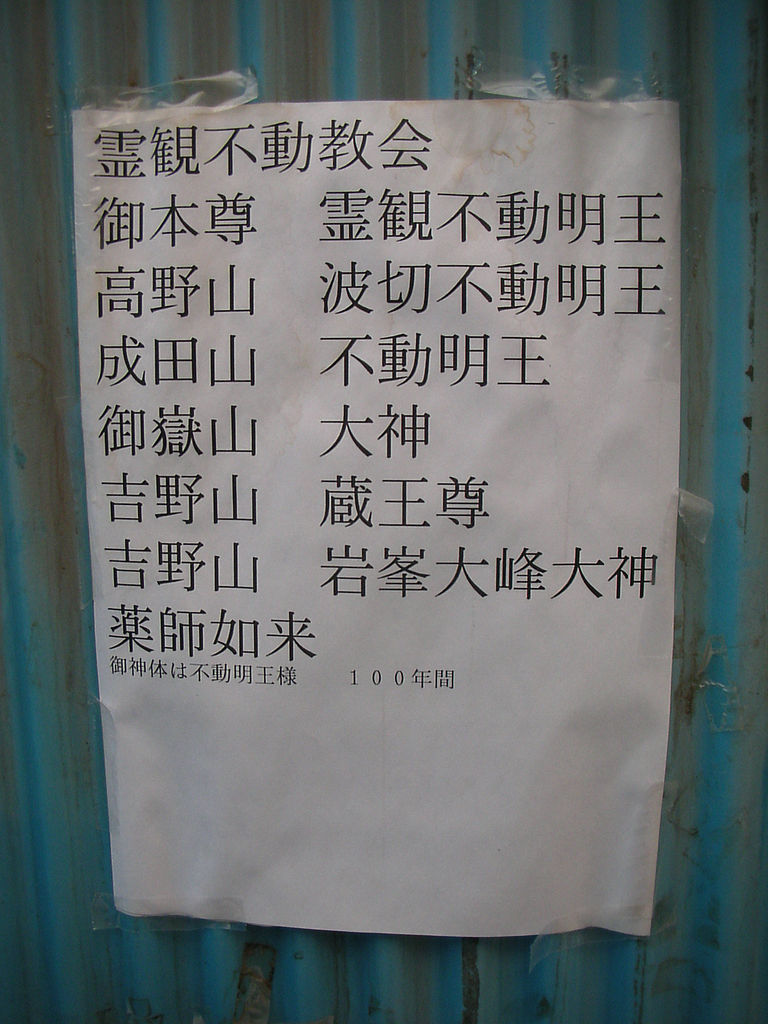 霊観不動教会
御本尊　霊観不動明王
高野山　波切不動明王
成田山　不動明王
御嶽山　大神
吉野山　蔵王尊
吉野山　岩峯大峰大神
薬師如来
御神体は不動明王様　　１００年間